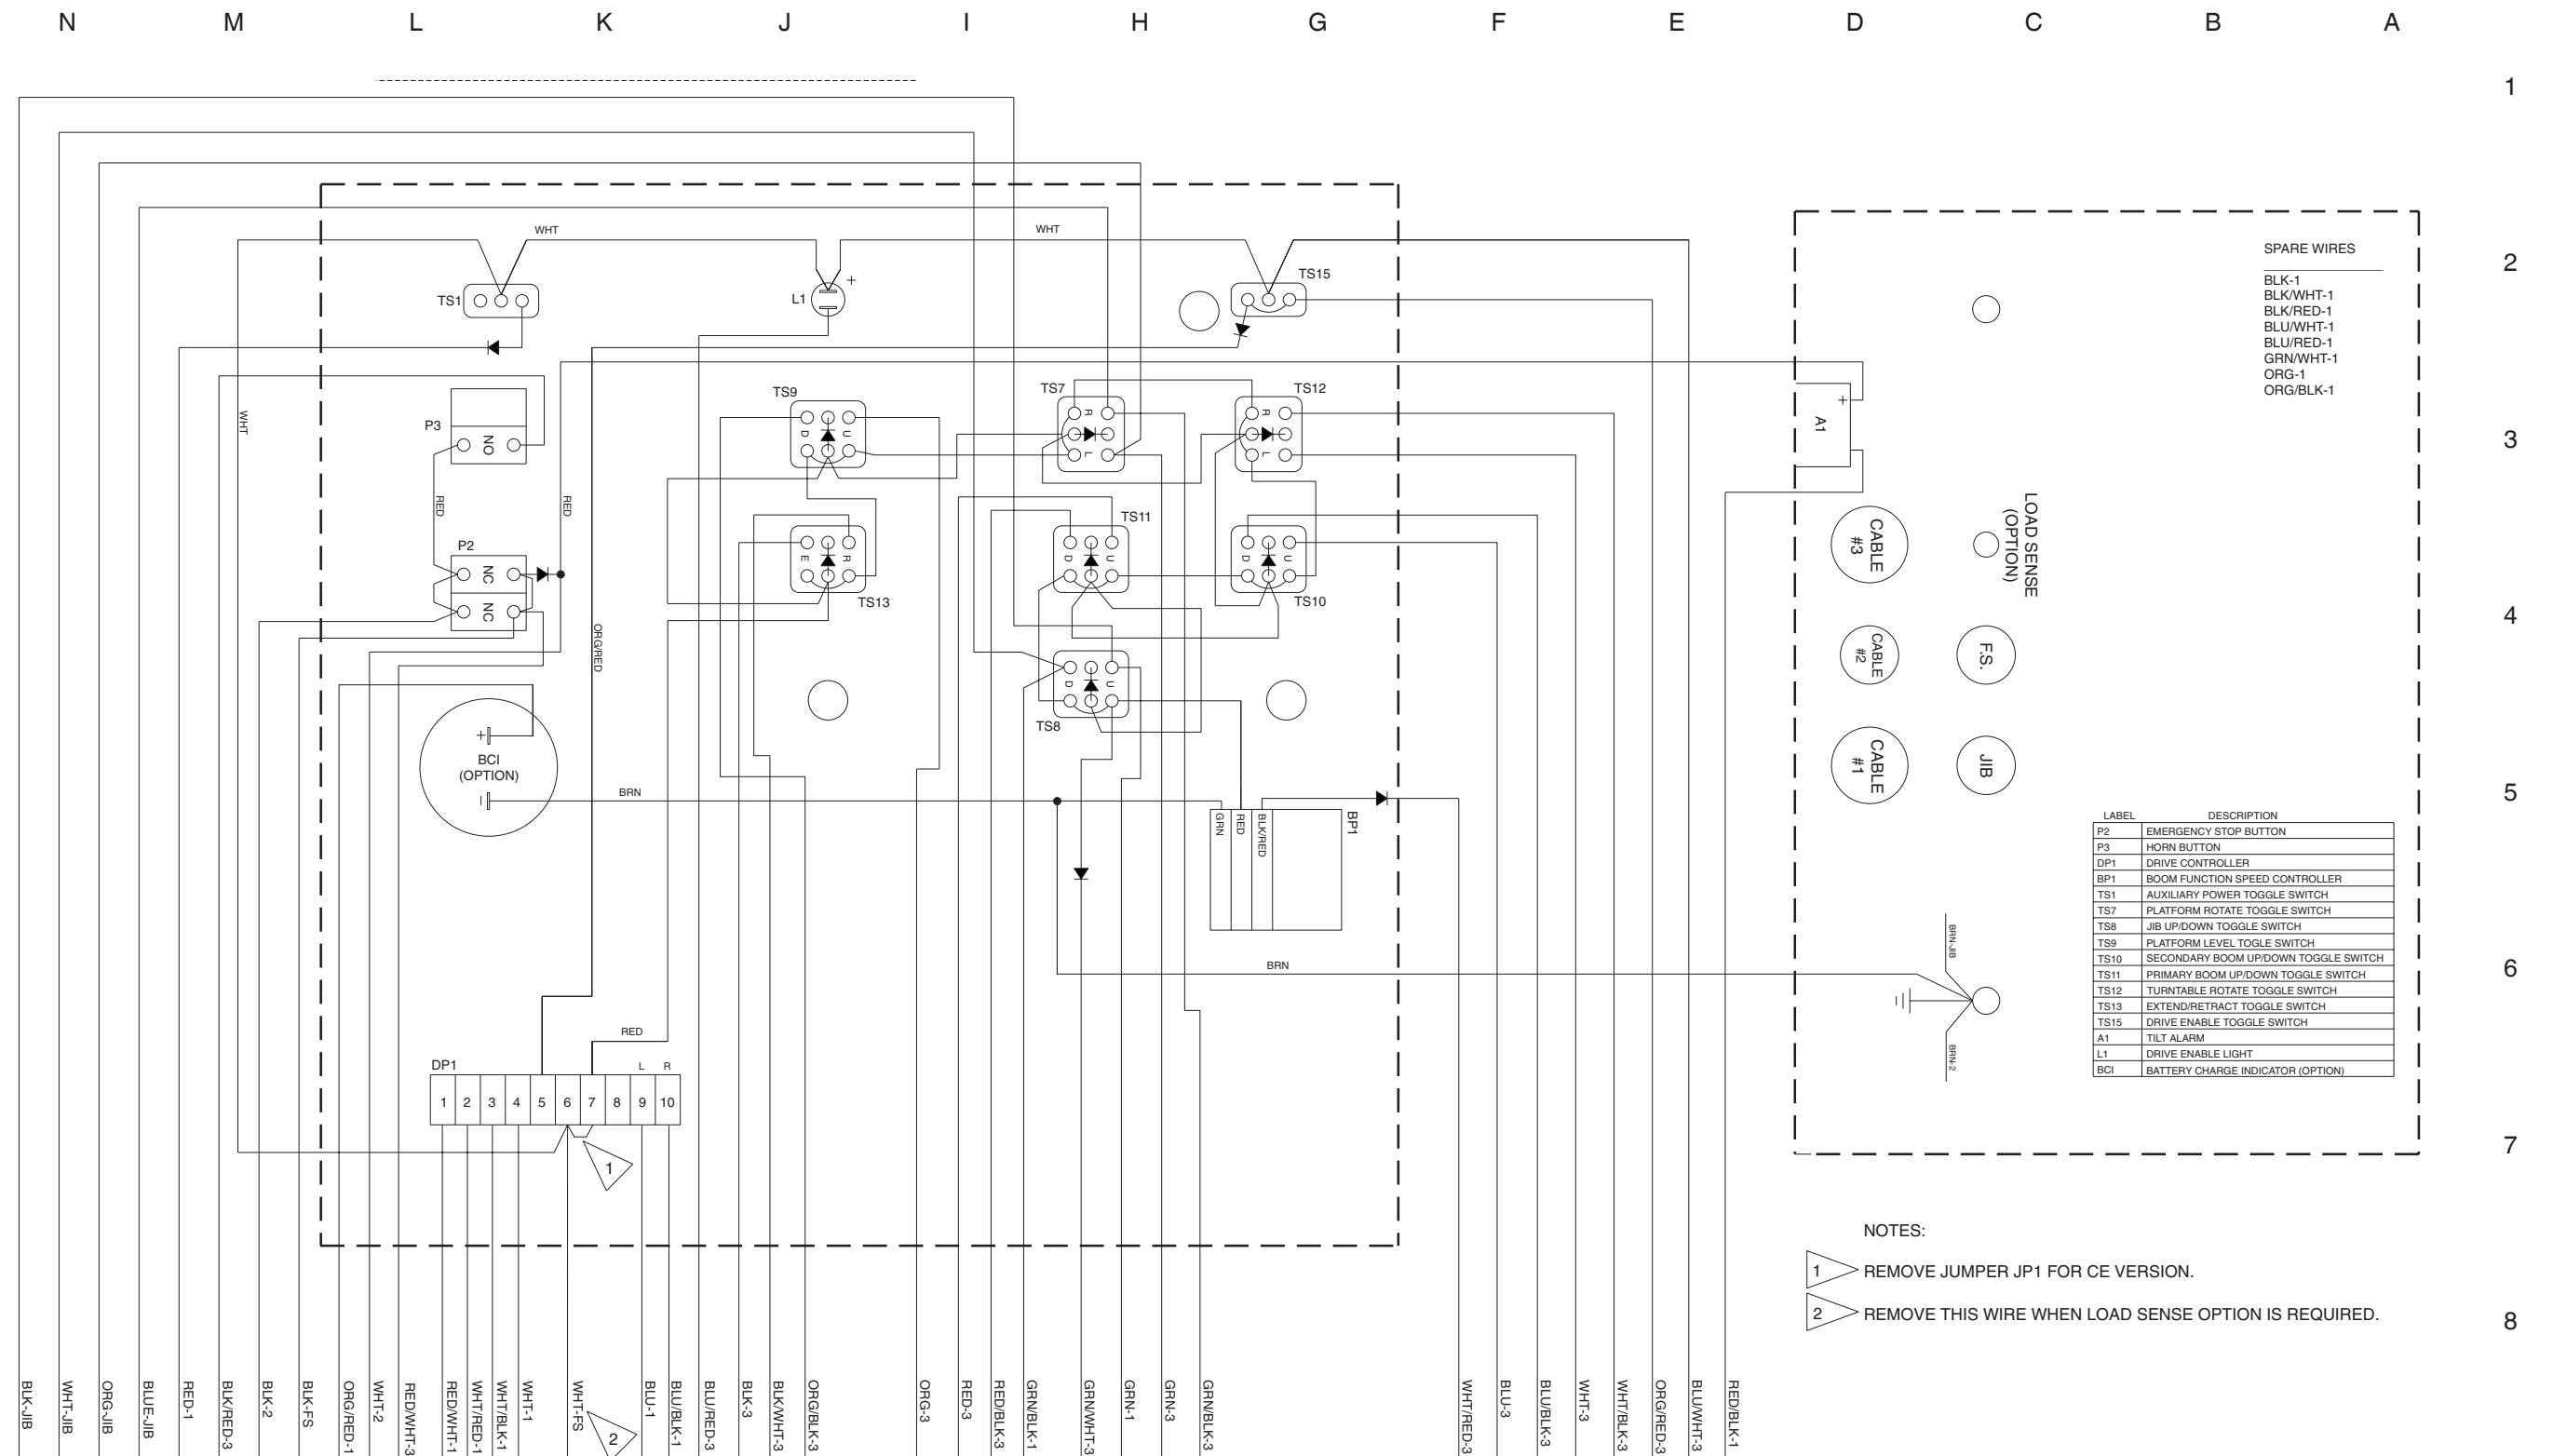 N M L K J I H G F E D C B A
1
2
3
4
5
6
7
8
WHT
WHT
TS1
L1
+
TS15
WHT
P3
NO
RED
RED
P2
NC
NC
ORG/RED
TS9
D U
TS7
R
L
TS12
R
L
TS13
E R
TS11
D U
TS10
D U
TS8
D U
+
BCI
(OPTION)
BRN
GRN
RED
BLK/RED
BP1
BRN
RED
DP1
L R
1 2 3 4 5 6 7 8 9 10
1
2
SPARE WIRES
BLK-1
BLK/WHT-1
BLK/RED-1
BLU/WHT-1
BLU/RED-1
GRN/WHT-1
ORG-1
ORG/BLK-1
+
A1
LOAD SENSE
(OPTION)
CABLE
#3
CABLE
#2
CABLE
#1
F.S.
JIB
BRN-JIB
BRN-2
LABEL DESCRIPTION
P2 EMERGENCY STOP BUTTON
P3 HORN BUTTON
DP1 DRIVE CONTROLLER
BP1 BOOM FUNCTION SPEED CONTROLLER
TS1 AUXILIARY POWER TOGGLE SWITCH
TS7 PLATFORM ROTATE TOGGLE SWITCH
TS8 JIB UP/DOWN TOGGLE SWITCH
TS9 PLATFORM LEVEL TOGLE SWITCH
TS10 SECONDARY BOOM UP/DOWN TOGGLE SWITCH
TS11 PRIMARY BOOM UP/DOWN TOGGLE SWITCH
TS12 TURNTABLE ROTATE TOGGLE SWITCH
TS13 EXTEND/RETRACT TOGGLE SWITCH
TS15 DRIVE ENABLE TOGGLE SWITCH
A1 TILT ALARM
L1 DRIVE ENABLE LIGHT
BCI BATTERY CHARGE INDICATOR (OPTION)
NOTES:
1 REMOVE JUMPER JP1 FOR CE VERSION.
2 REMOVE THIS WIRE WHEN LOAD SENSE OPTION IS REQUIRED.
BLK-JIB
WHT-JIB
ORG-JIB
BLUE-JIB
RED-1
BLK/RED-3
BLK-2
BLK-FS
ORG/RED-1
WHT-2
RED/WHT-3
RED/WHT-1
WHT/RED-1
WHT/BLK-1
WHT-1
WHT-FS
BLU-1
BLU/BLK-1
BLU/RED-3
BLK-3
BLK/WHT-3
ORG/BLK-3
ORG-3
RED-3
RED/BLK-3
GRN/BLK-1
GRN/WHT-3
GRN-1
GRN-3
GRN/BLK-3
WHT/RED-3
BLU-3
BLU/BLK-3
WHT-3
WHT/BLK-3
ORG/RED-3
BLU/WHT-3
RED/BLK-1